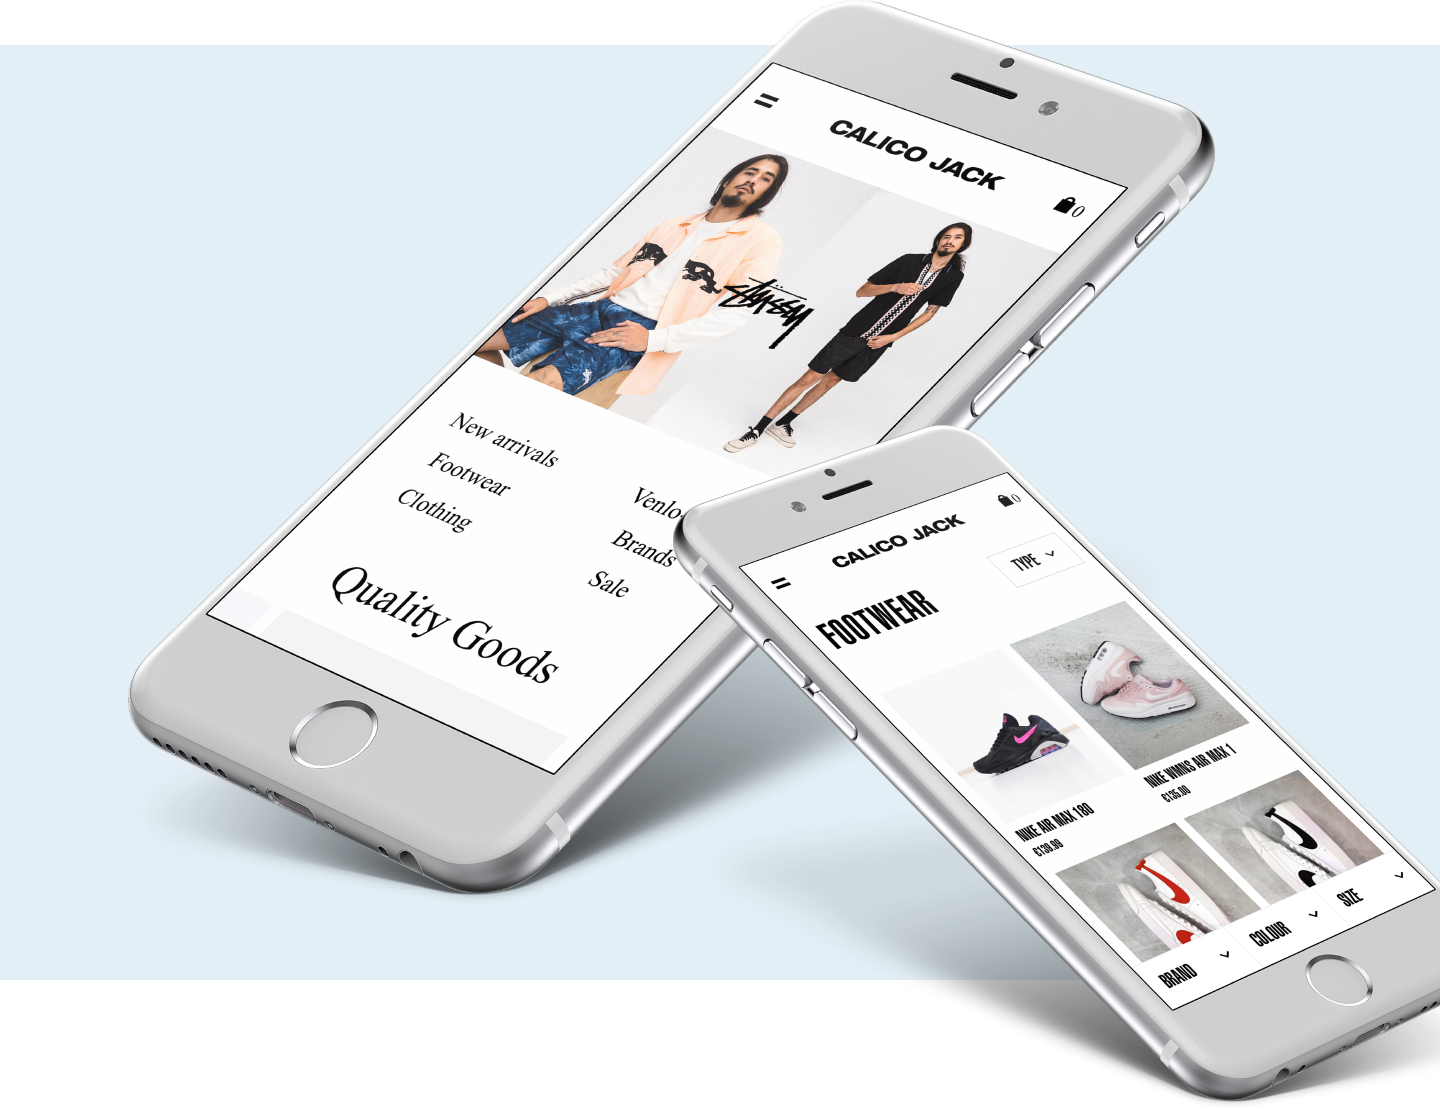 CALICO JACK
0
Stüssy
New arrivals
Footwear
Clothing
Brands
Sale
Quality Goods
0
CALICO JACK
TYPE
FOOTWEAR
NIKE WMNS AIR MAX 1
€135.00
NIKE AIR MAX 180
€139.99
BRAND
COLOUR
SIZE